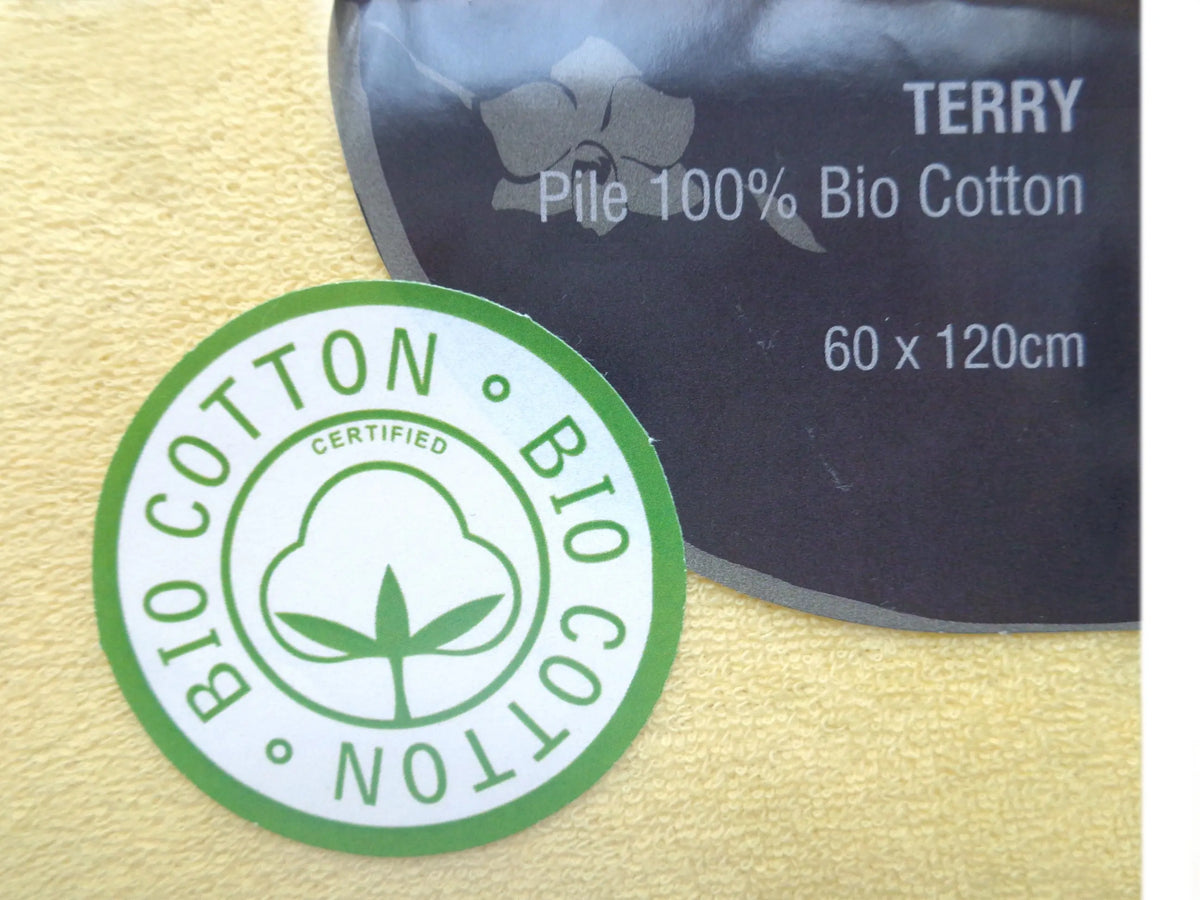 TERRY
Pile 100% Bio Cotton
60 x 120cm
BIO COTTON ° BIO COTTON °
CERTIFIED